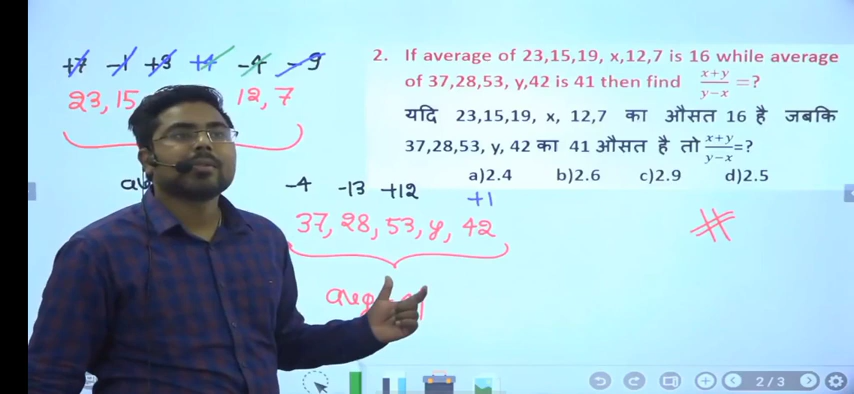 +7 -1 +3 +4 -4 -9
23, 15 12, 7
-4 -13 +12 +1
37, 28, 53, y, 42
2. If average of 23,15,19, x,12,7 is 16 while average
of 37,28,53, y,42 is 41 then find x+y/y−x =?
यदि 23,15,19, x, 12,7 का औसत 16 है जबकि
37,28,53, y, 42 का 41 औसत है तो x+y/y−x=?
a)2.4 b)2.6 c)2.9 d)2.5
2 / 3